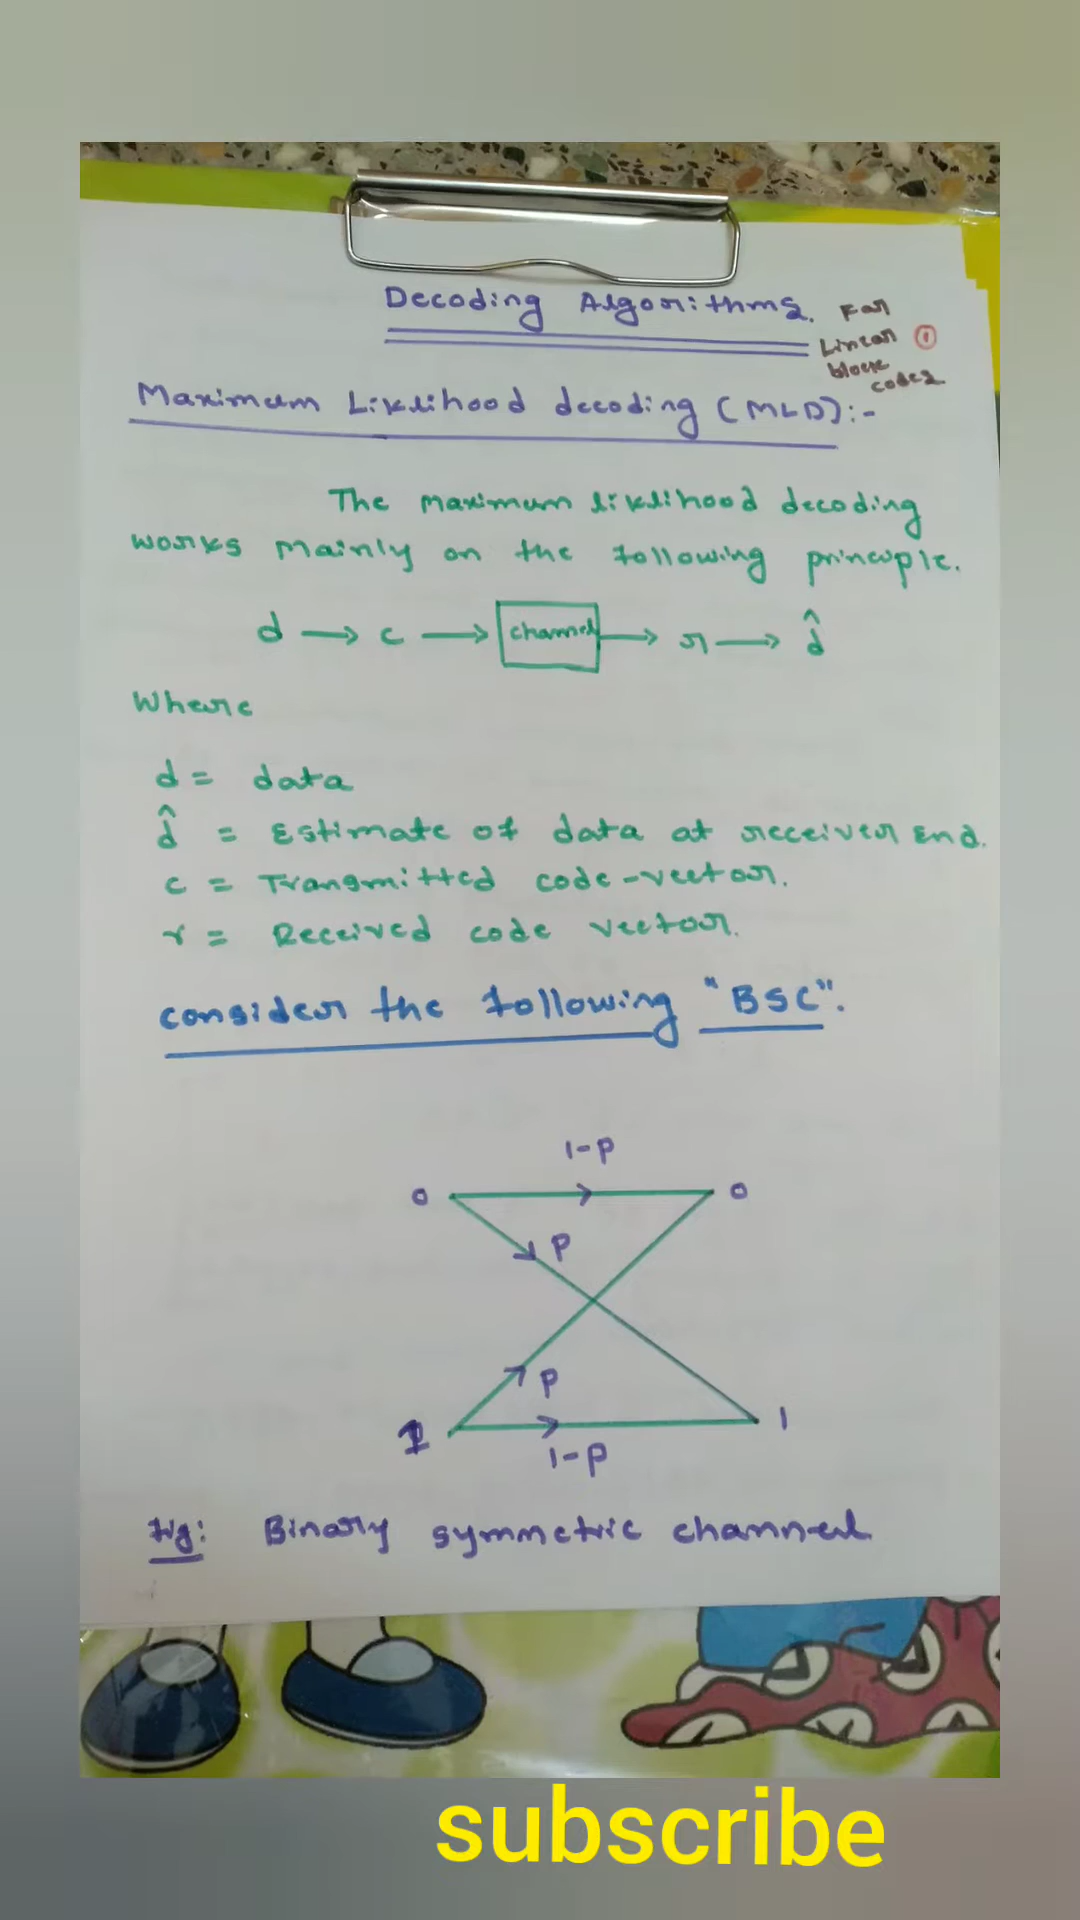 Decoding Algorithms. For
Linear ①
block
codes
Maximum Liklihood decoding (MLD):-
The maximum liklihood decoding
works mainly on the following principle.
d → c → channel → r → d̂
Where
d = data
d̂ = Estimate of data at receiver End.
c = Transmitted code-vector.
r = Received code vector.
consider the following "BSC".
1-P
0 0
P
P
1 1
1-P
Fig: Binary symmetric channel
subscribe